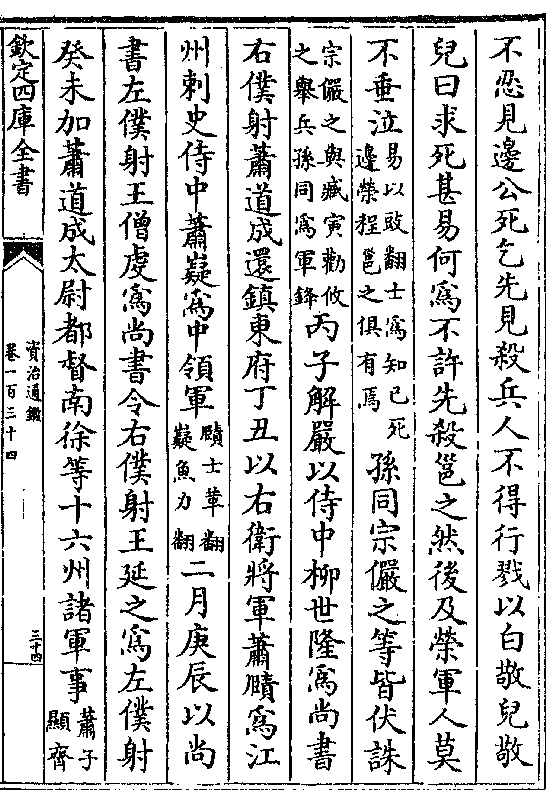 不忍見邊公死乞先見殺兵人不得行戮以白敬兒敬
兒曰求死甚易何為不許先殺邕之然後及榮軍人莫
不垂泣易以豉翻士為知已死
邊榮程邕之俱有焉孫同宗儼之等皆伏誅
宗儼之與臧寅勸攸
之舉兵孫同為軍鋒丙子解嚴以侍中柳世隆為尚書
右僕射蕭道成還鎮東府丁丑以右衛將軍蕭賾為江
州刺史侍中蕭嶷為中領軍賾士革翻
嶷魚力翻二月庚辰以尚
書左僕射王僧虔為尚書令右僕射王延之為左僕射
癸未加蕭道成太尉都督南徐等十六州諸軍事蕭子
顯齊
欽定四庫全書
資治通鑑
卷一百三十四
三十四